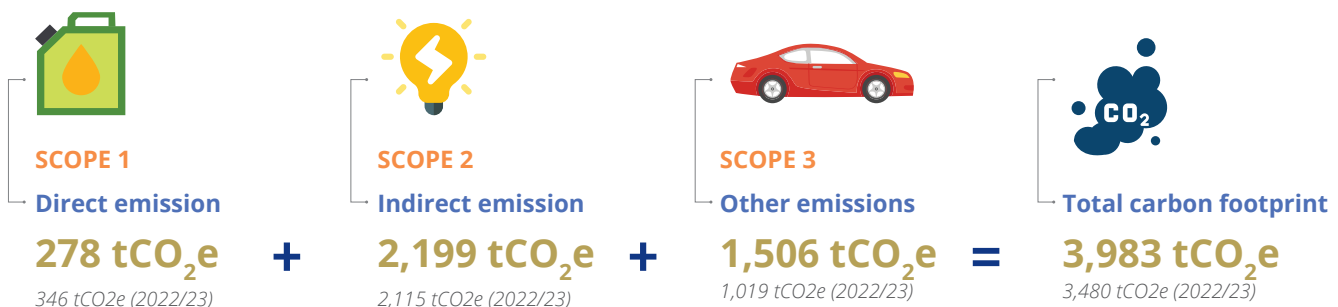 CO₂
SCOPE 1
Direct emission
278 tCO₂e
346 tCO2e (2022/23)
+
SCOPE 2
Indirect emission
2,199 tCO₂e
2,115 tCO2e (2022/23)
+
SCOPE 3
Other emissions
1,506 tCO₂e
1,019 tCO2e (2022/23)
=
Total carbon footprint
3,983 tCO₂e
3,480 tCO2e (2022/23)